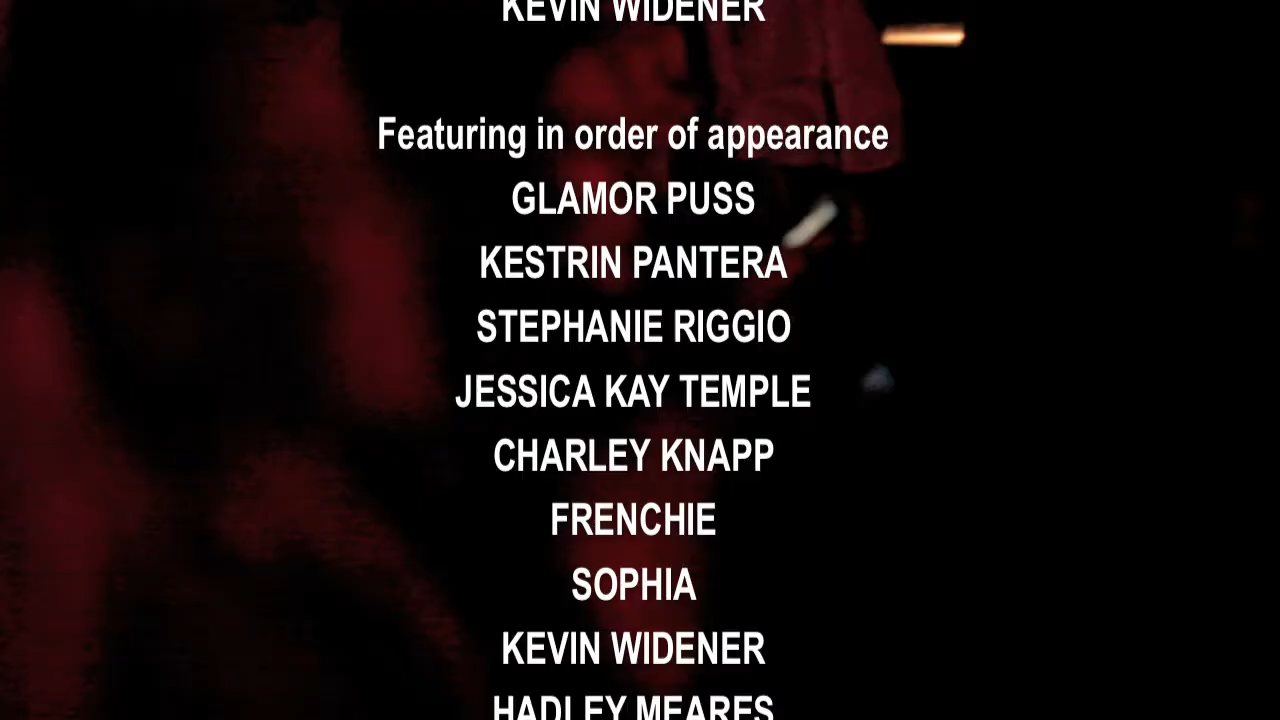 KEVIN WIDENER
Featuring in order of appearance
GLAMOR PUSS
KESTRIN PANTERA
STEPHANIE RIGGIO
JESSICA KAY TEMPLE
CHARLEY KNAPP
FRENCHIE
SOPHIA
KEVIN WIDENER
HADLEY MEARES